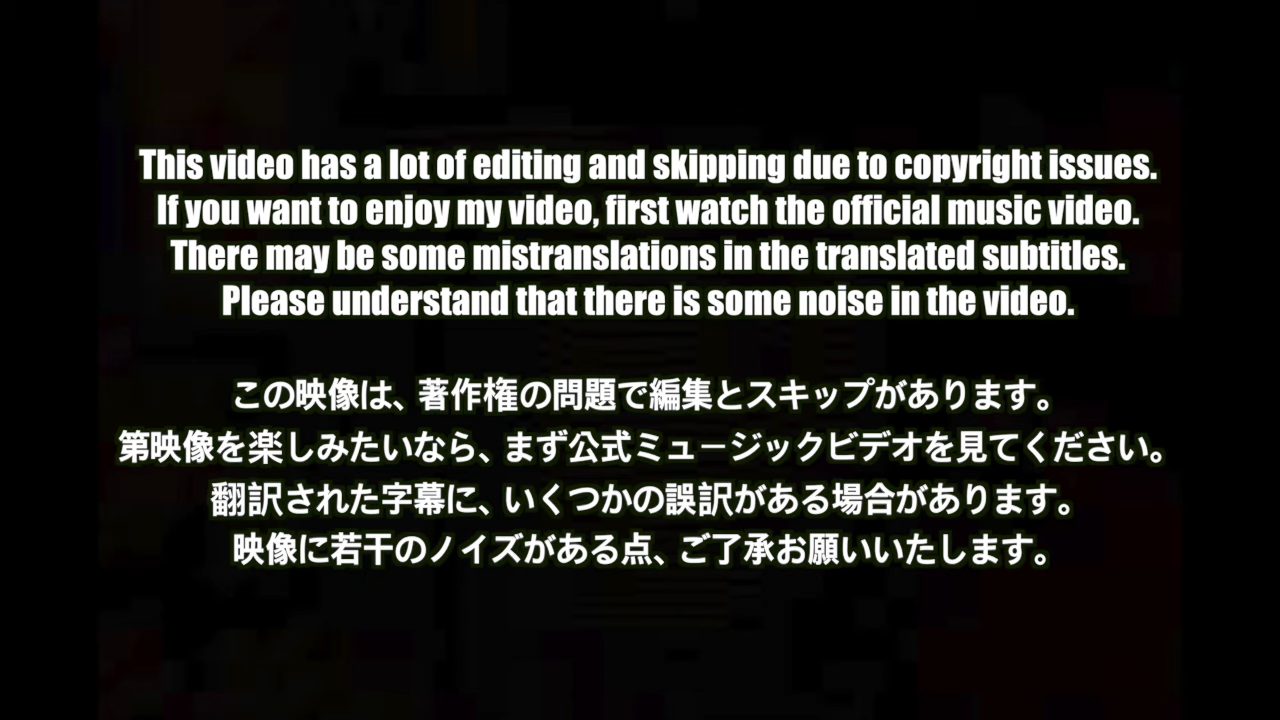 This video has a lot of editing and skipping due to copyright issues.
If you want to enjoy my video, first watch the official music video.
There may be some mistranslations in the translated subtitles.
Please understand that there is some noise in the video.
この映像は、著作権の問題で編集とスキップがあります。
第映像を楽しみたいなら、まず公式ミュージックビデオを見てください。
翻訳された字幕に、いくつかの誤訳がある場合があります。
映像に若干のノイズがある点、ご了承お願いいたします。